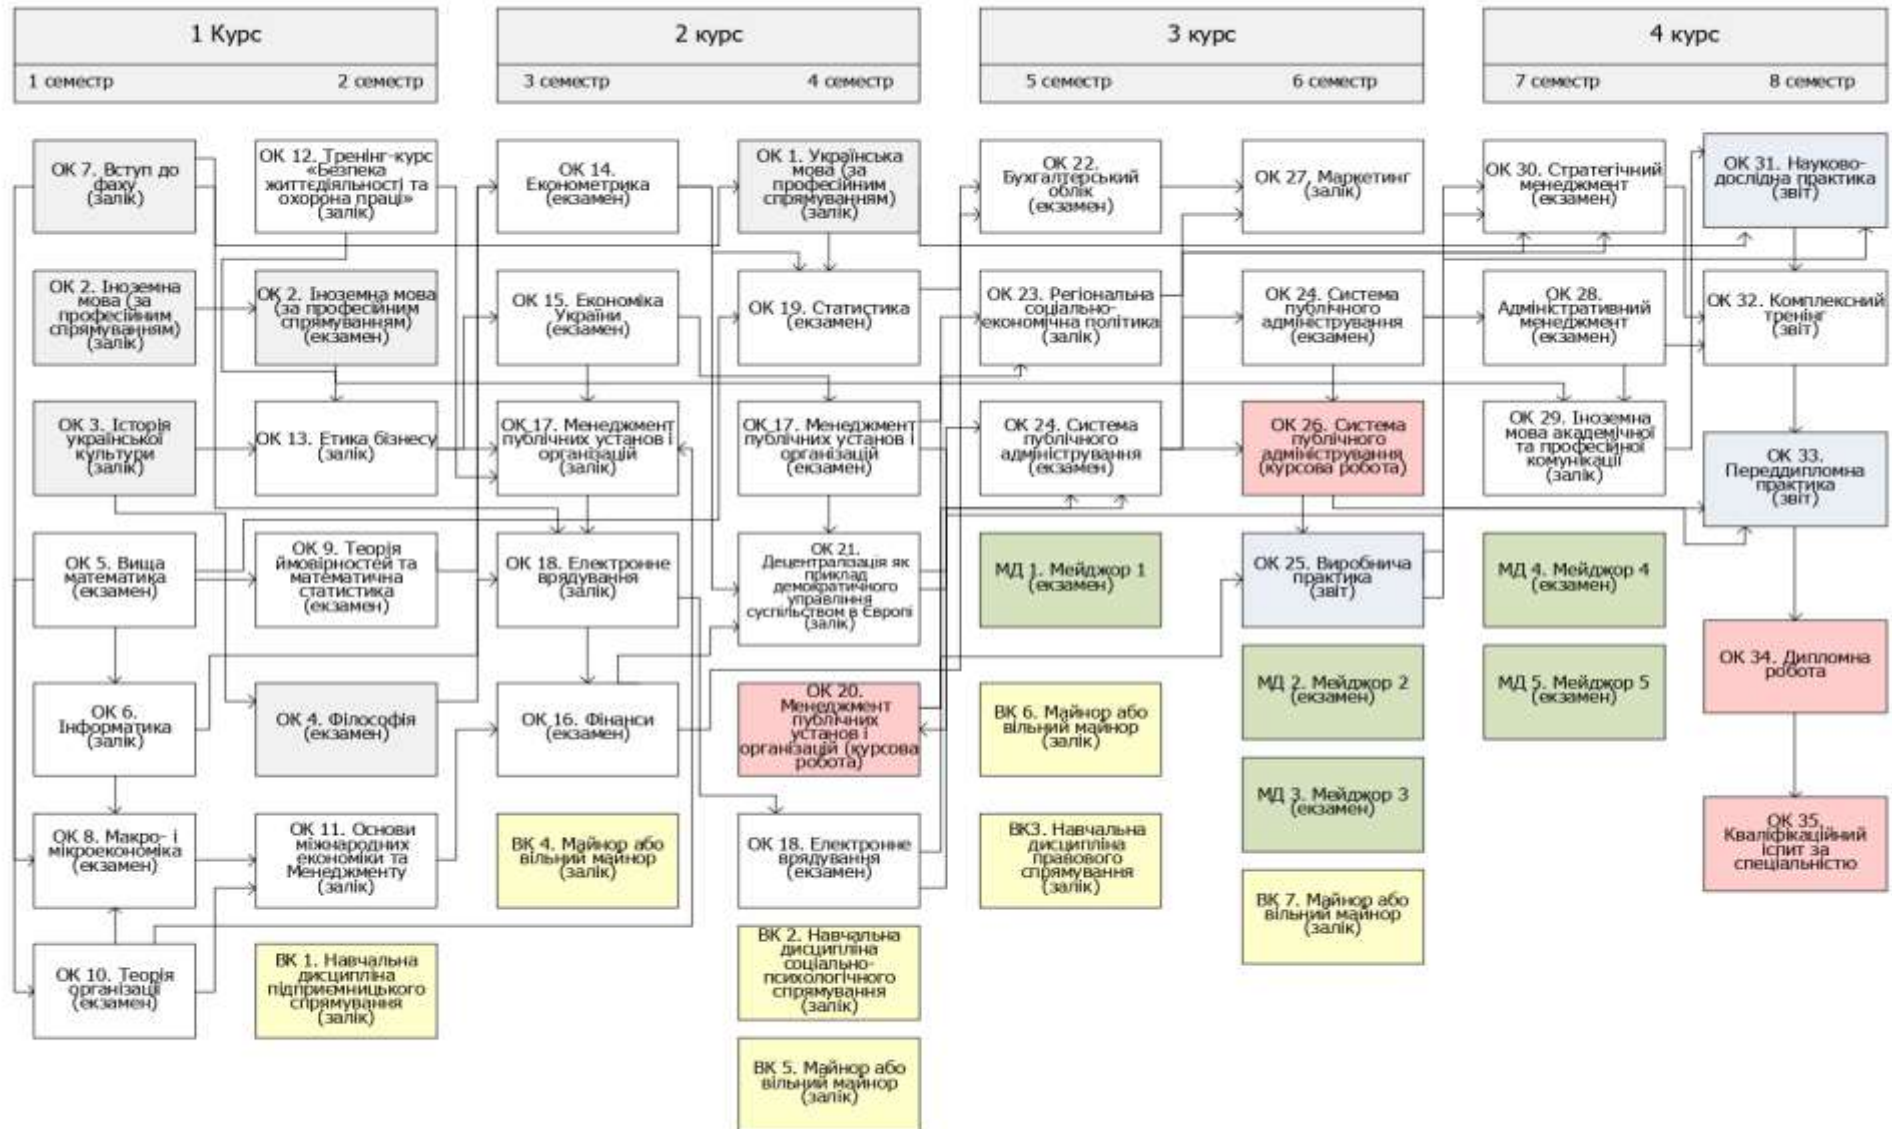 1 Курс
2 курс
3 курс
4 курс
1 семестр
2 семестр
3 семестр
4 семестр
5 семестр
6 семестр
7 семестр
8 семестр
ОК 7. Вступ до
фаху
(залік)
ОК 2. Іноземна
мова (за
професійним
спрямуванням)
(залік)
ОК 3. Історія
української
культури
(залік)
ОК 5. Вища
математика
(екзамен)
ОК 6.
Інформатика
(залік)
ОК 8. Макро- і
мікроекономіка
(екзамен)
ОК 10. Теорія
організації
(екзамен)
ОК 12. Тренінг-курс
«Безпека
життєдіяльності та
охорона праці»
(залік)
ОК 2. Іноземна мова
(за професійним
спрямуванням)
(екзамен)
ОК 13. Етика бізнесу
(залік)
ОК 9. Теорія
ймовірностей та
математична
статистика
(екзамен)
ОК 4. Філософія
(екзамен)
ОК 11. Основи
міжнародних
економіки та
Менеджменту
(залік)
ВК 1. Навчальна
дисципліна
підприємницького
спрямування
(залік)
ОК 14.
Економетрика
(екзамен)
ОК 15. Економіка
України
(екзамен)
ОК 17. Менеджмент
публічних установ і
організацій
(залік)
ОК 18. Електронне
врядування
(залік)
ОК 16. Фінанси
(екзамен)
ВК 4. Майнор або
вільний майнор
(залік)
ОК 1. Українська
мова (за
професійним
спрямуванням)
(залік)
ОК 19. Статистика
(екзамен)
ОК 17. Менеджмент
публічних установ і
організацій
(екзамен)
ОК 21.
Децентралізація як
приклад
демократичного
управління
суспільством в Європі
(залік)
ОК 20.
Менеджмент
публічних
установ і
організацій (курсова
робота)
ОК 18. Електронне
врядування
(екзамен)
ВК 2. Навчальна
дисципліна
соціально-
психологічного
спрямування
(залік)
ВК 5. Майнор або
вільний майнор
(залік)
ОК 22.
Бухгалтерський
облік
(екзамен)
ОК 23. Регіональна
соціально-
економічна політика
(залік)
ОК 24. Система
публічного
адміністрування
(екзамен)
МД 1. Мейджор 1
(екзамен)
ВК 6. Майнор або
вільний майнор
(залік)
ВК3. Навчальна
дисципліна
правового
спрямування
(залік)
ОК 27. Маркетинг
(залік)
ОК 24. Система
публічного
адміністрування
(екзамен)
ОК 26. Система
публічного
адміністрування
(курсова робота)
ОК 25. Виробнича
практика
(звіт)
МД 2. Мейджор 2
(екзамен)
МД 3. Мейджор 3
(екзамен)
ВК 7. Майнор або
вільний майнор
(залік)
ОК 30. Стратегічний
менеджмент
(екзамен)
ОК 28.
Адміністративний
менеджмент
(екзамен)
ОК 29. Іноземна
мова академічної
та професійної
комунікації
(залік)
МД 4. Мейджор 4
(екзамен)
МД 5. Мейджор 5
(екзамен)
ОК 31. Науково-
дослідна практика
(звіт)
ОК 32. Комплексний
тренінг
(звіт)
ОК 33.
Переддипломна
практика
(звіт)
ОК 34. Дипломна
робота
ОК 35.
Кваліфікаційний
іспит за
спеціальністю